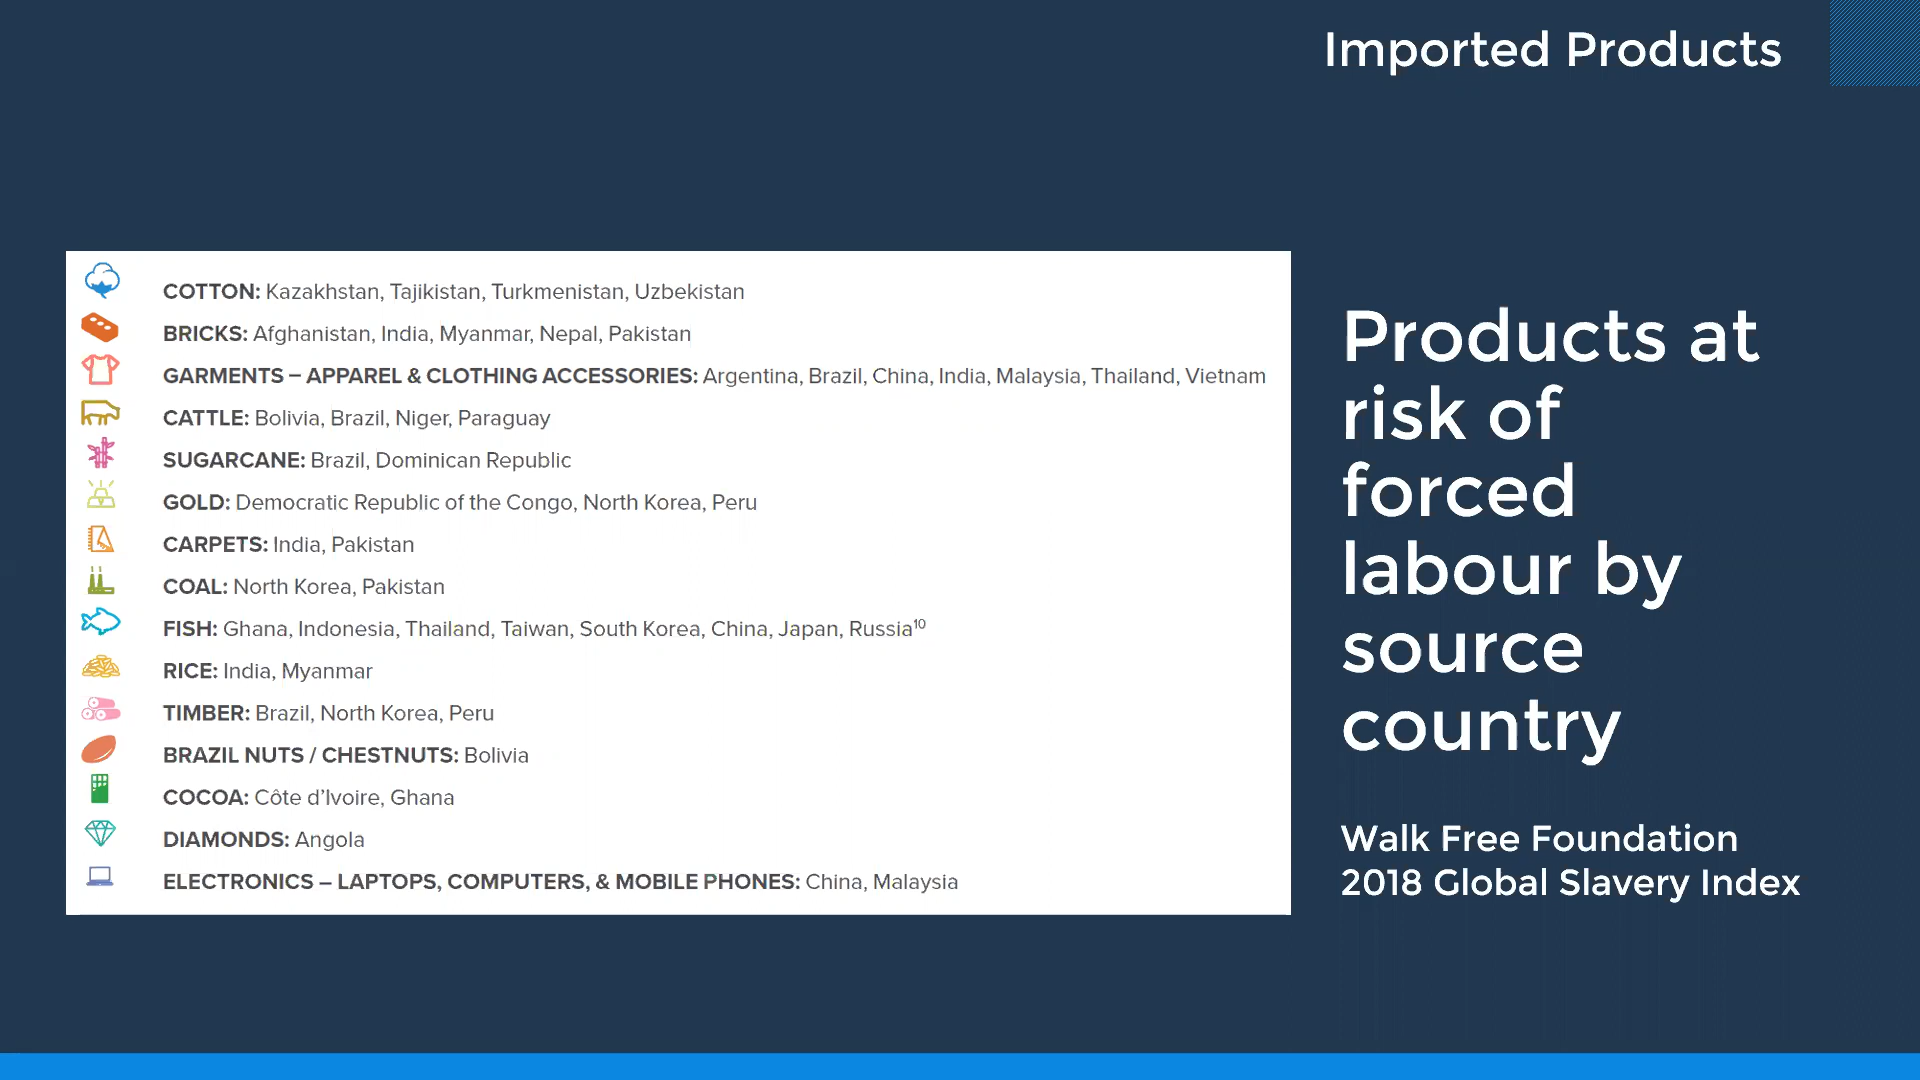 Imported Products
COTTON: Kazakhstan, Tajikistan, Turkmenistan, Uzbekistan
BRICKS: Afghanistan, India, Myanmar, Nepal, Pakistan
GARMENTS – APPAREL & CLOTHING ACCESSORIES: Argentina, Brazil, China, India, Malaysia, Thailand, Vietnam
CATTLE: Bolivia, Brazil, Niger, Paraguay
SUGARCANE: Brazil, Dominican Republic
GOLD: Democratic Republic of the Congo, North Korea, Peru
CARPETS: India, Pakistan
COAL: North Korea, Pakistan
FISH: Ghana, Indonesia, Thailand, Taiwan, South Korea, China, Japan, Russia¹⁰
RICE: India, Myanmar
TIMBER: Brazil, North Korea, Peru
BRAZIL NUTS / CHESTNUTS: Bolivia
COCOA: Côte d’Ivoire, Ghana
DIAMONDS: Angola
ELECTRONICS – LAPTOPS, COMPUTERS, & MOBILE PHONES: China, Malaysia
Products at
risk of
forced
labour by
source
country
Walk Free Foundation
2018 Global Slavery Index